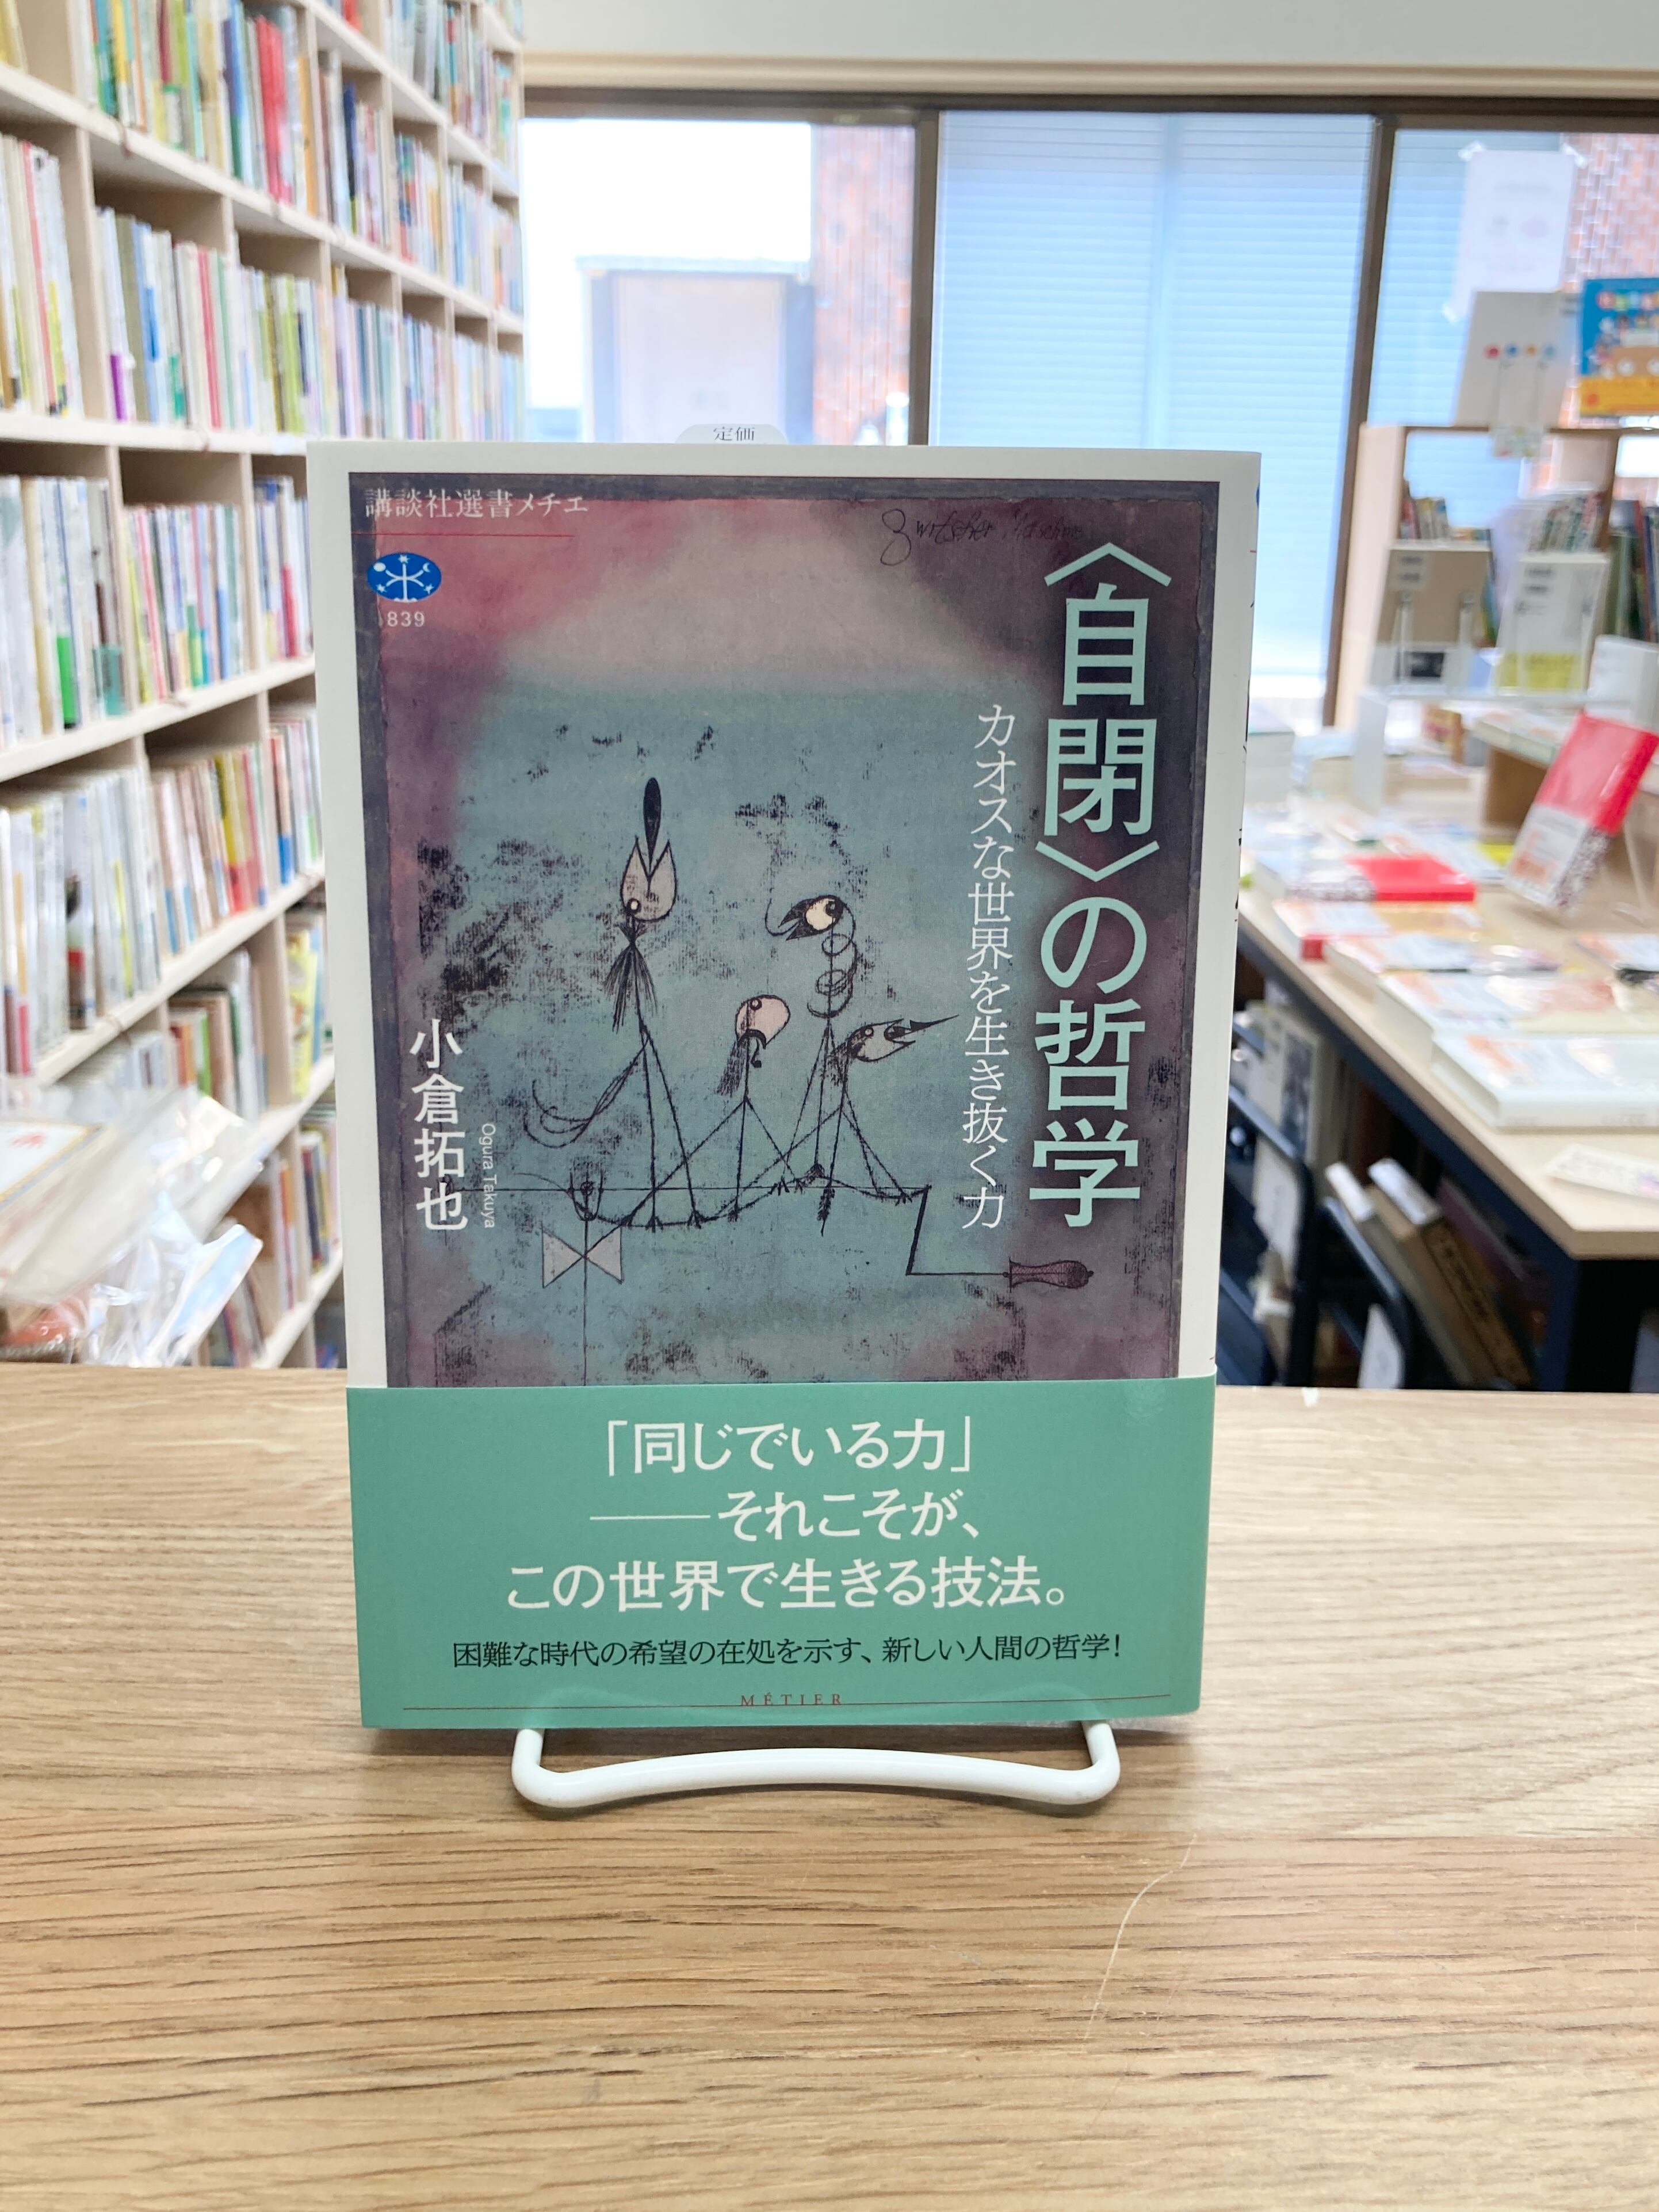 定価
講談社選書メチエ
839
〈自閉〉の哲学
カオスな世界を生き抜く力
小倉拓也
Ogura Takuya
「同じでいる力」
――それこそが、
この世界で生きる技法。
困難な時代の希望の在処を示す、新しい人間の哲学!
MÉTIER